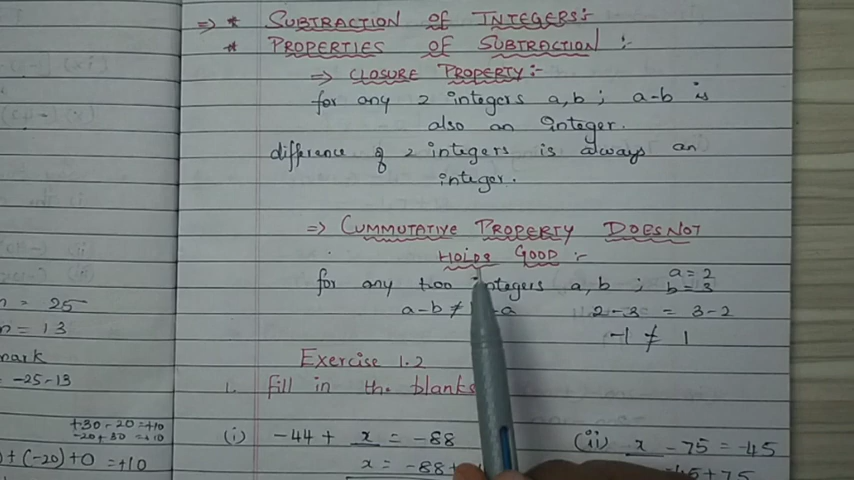 ⇒ * SUBTRACTION OF INTEGERS:-
* PROPERTIES OF SUBTRACTION :-
⇒ CLOSURE PROPERTY:-
for any 2 integers a,b ; a-b is
also an Integer.
difference of 2 integers is always an
integer.
⇒ CUMMUTATIVE PROPERTY DOES NOT
HOLDS GOOD :-
for any two integers a, b ; a = 2
b = 3
a-b ≠ -a 2-3 = 3-2
-1 ≠ 1
Exercise 1.2
1. Fill in the blanks
(i) -44 + x = -88 (ii) x - 75 = -45
x = -88+ 45+75
= 25
= 13
mark
= -25-13
+30-20=+10
-20+30=+10
+ (-20)+0 = +10